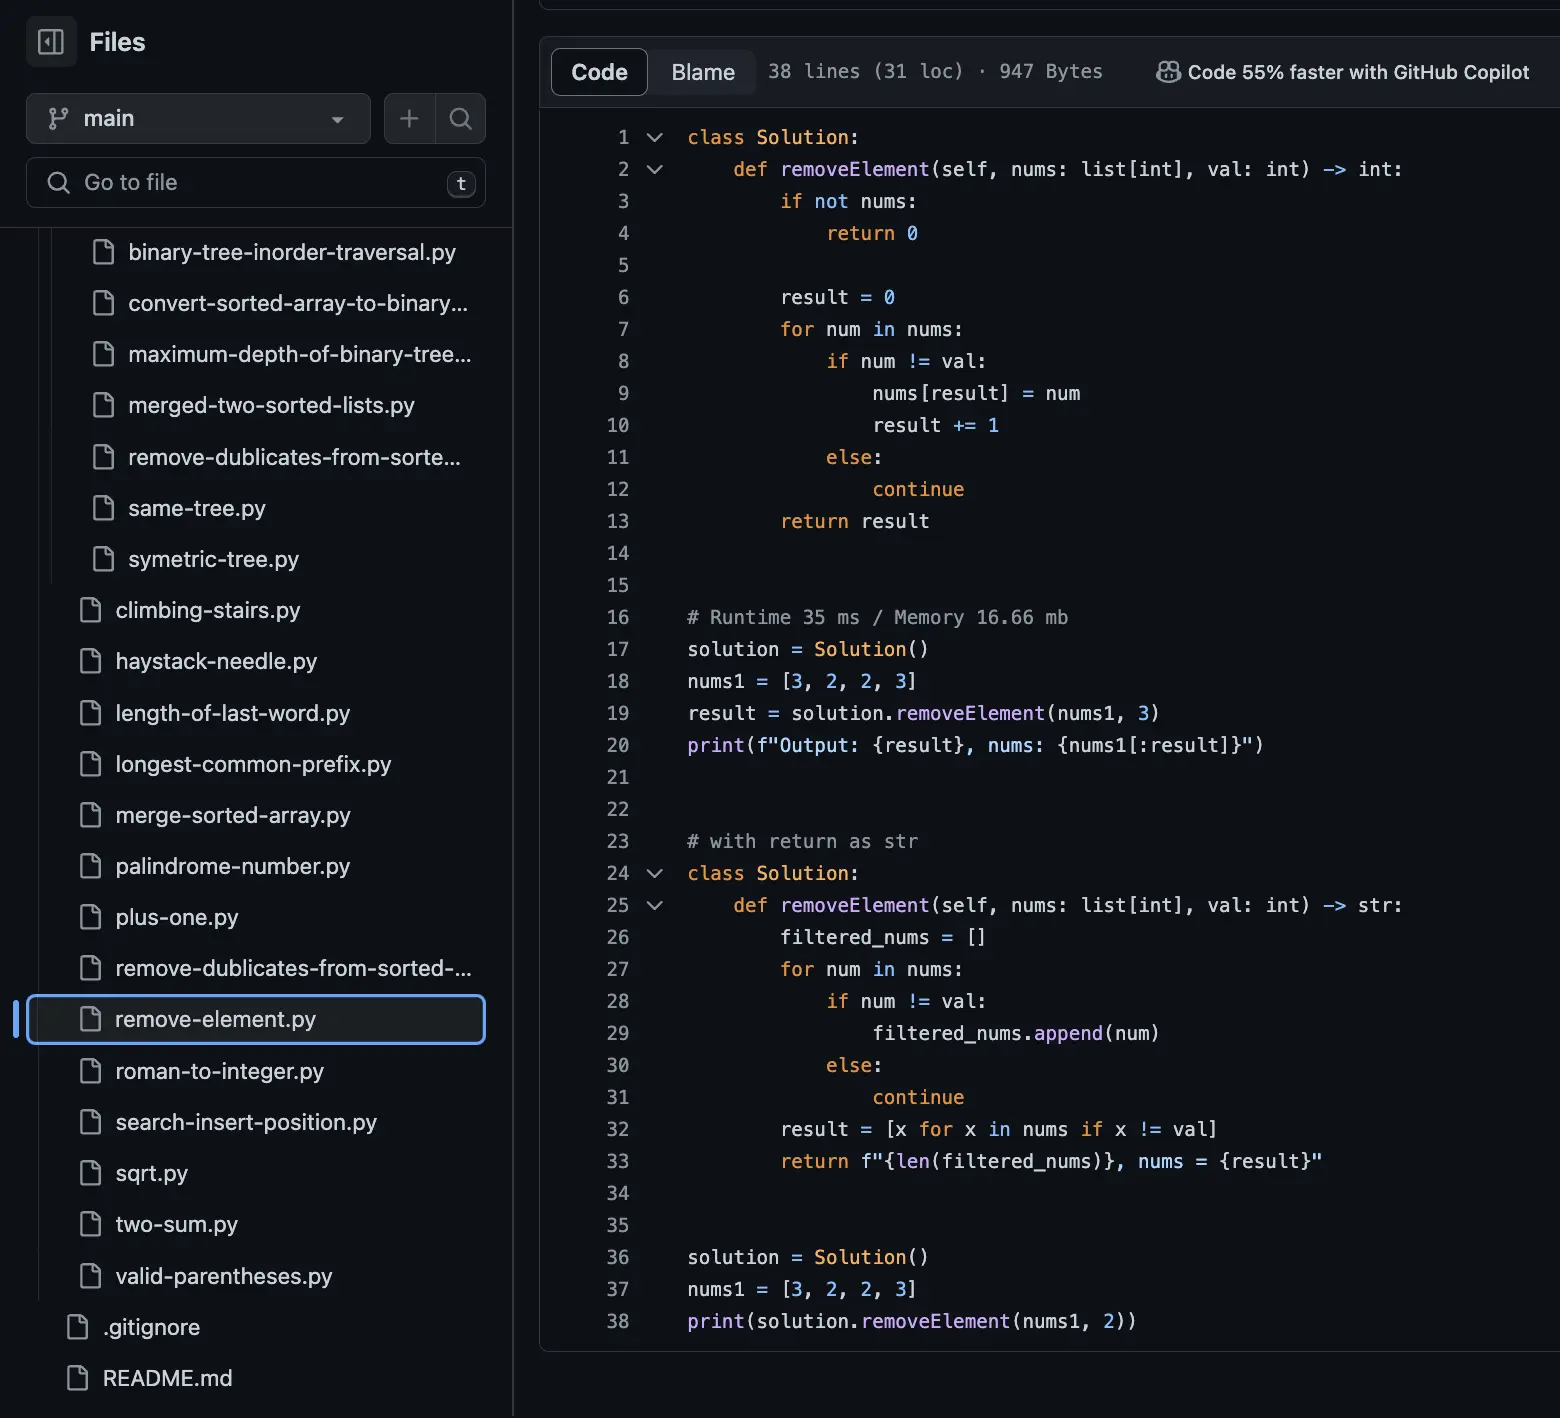 Files
main
Go to file
t
binary-tree-inorder-traversal.py
convert-sorted-array-to-binary...
maximum-depth-of-binary-tree...
merged-two-sorted-lists.py
remove-dublicates-from-sorte...
same-tree.py
symetric-tree.py
climbing-stairs.py
haystack-needle.py
length-of-last-word.py
longest-common-prefix.py
merge-sorted-array.py
palindrome-number.py
plus-one.py
remove-dublicates-from-sorted-...
remove-element.py
roman-to-integer.py
search-insert-position.py
sqrt.py
two-sum.py
valid-parentheses.py
.gitignore
README.md
Code Blame 38 lines (31 loc) · 947 Bytes Code 55% faster with GitHub Copilot
1 class Solution:
2     def removeElement(self, nums: list[int], val: int) -> int:
3         if not nums:
4             return 0
5
6         result = 0
7         for num in nums:
8             if num != val:
9                 nums[result] = num
10                 result += 1
11             else:
12                 continue
13         return result
14
15
16 # Runtime 35 ms / Memory 16.66 mb
17 solution = Solution()
18 nums1 = [3, 2, 2, 3]
19 result = solution.removeElement(nums1, 3)
20 print(f"Output: {result}, nums: {nums1[:result]}")
21
22
23 # with return as str
24 class Solution:
25     def removeElement(self, nums: list[int], val: int) -> str:
26         filtered_nums = []
27         for num in nums:
28             if num != val:
29                 filtered_nums.append(num)
30             else:
31                 continue
32         result = [x for x in nums if x != val]
33         return f"{len(filtered_nums)}, nums = {result}"
34
35
36 solution = Solution()
37 nums1 = [3, 2, 2, 3]
38 print(solution.removeElement(nums1, 2))